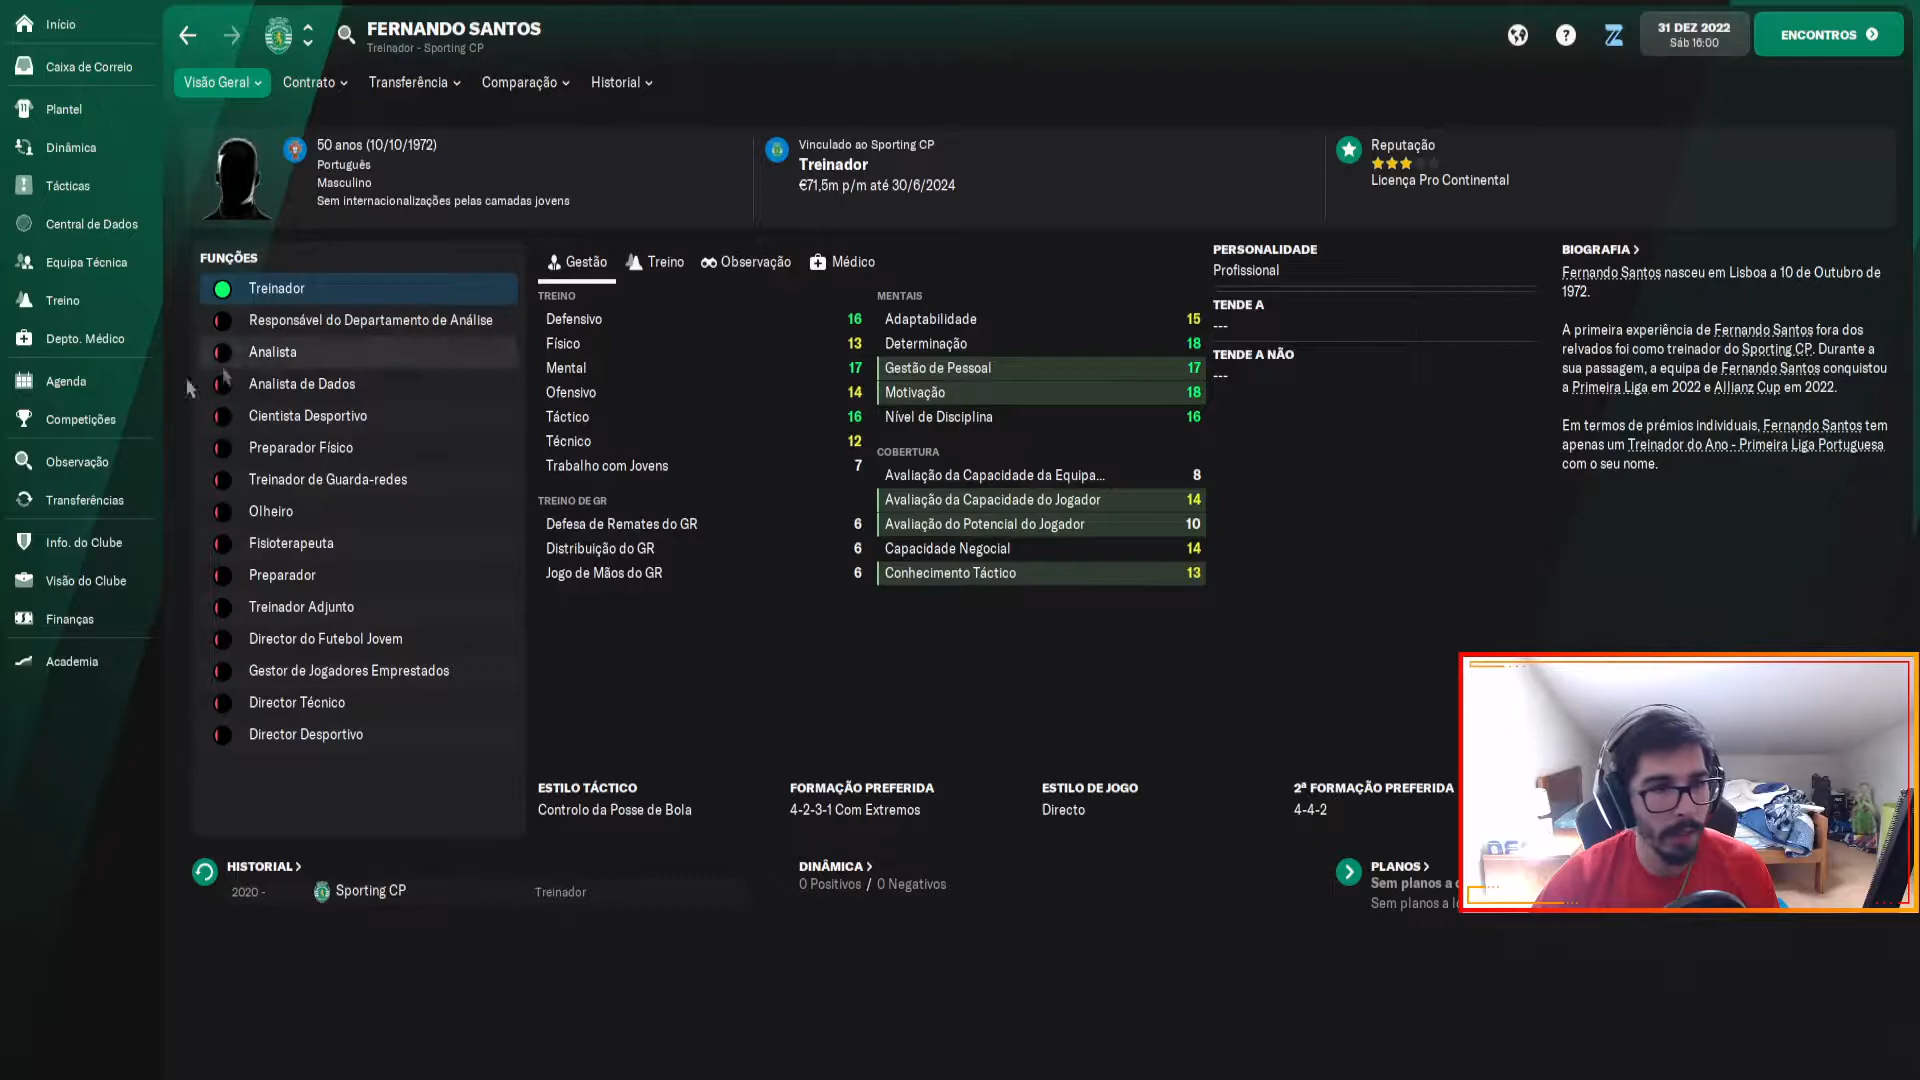 Início
Caixa de Correio
Plantel
Dinâmica
Tácticas
Central de Dados
Equipa Técnica
Treino
Depto. Médico
Agenda
Competições
Observação
Transferências
Info. do Clube
Visão do Clube
Finanças
Academia
FERNANDO SANTOS
Treinador - Sporting CP
31 DEZ 2022
Sáb 16:00
ENCONTROS
Visão Geral
Contrato
Transferência
Comparação
Historial
50 anos (10/10/1972)
Português
Masculino
Sem internacionalizações pelas camadas jovens
Vinculado ao Sporting CP
Treinador
€71,5m p/m até 30/6/2024
Reputação
Licença Pro Continental
FUNÇÕES
Treinador
Responsável do Departamento de Análise
Analista
Analista de Dados
Cientista Desportivo
Preparador Físico
Treinador de Guarda-redes
Olheiro
Fisioterapeuta
Preparador
Treinador Adjunto
Director do Futebol Jovem
Gestor de Jogadores Emprestados
Director Técnico
Director Desportivo
Gestão
Treino
Observação
Médico
TREINO
Defensivo 16
Físico 13
Mental 17
Ofensivo 14
Táctico 16
Técnico 12
Trabalho com Jovens 7
TREINO DE GR
Defesa de Remates do GR 6
Distribuição do GR 6
Jogo de Mãos do GR 6
MENTAIS
Adaptabilidade 15
Determinação 18
Gestão de Pessoal 17
Motivação 18
Nível de Disciplina 16
COBERTURA
Avaliação da Capacidade da Equipa... 8
Avaliação da Capacidade do Jogador 14
Avaliação do Potencial do Jogador 10
Capacidade Negocial 14
Conhecimento Táctico 13
PERSONALIDADE
Profissional
TENDE A
---
TENDE A NÃO
---
BIOGRAFIA
Fernando Santos nasceu em Lisboa a 10 de Outubro de
1972.
A primeira experiência de Fernando Santos fora dos
relvados foi como treinador do Sporting CP. Durante a
sua passagem, a equipa de Fernando Santos conquistou
a Primeira Liga em 2022 e Allianz Cup em 2022.
Em termos de prémios individuais, Fernando Santos tem
apenas um Treinador do Ano - Primeira Liga Portuguesa
com o seu nome.
ESTILO TÁCTICO
Controlo da Posse de Bola
FORMAÇÃO PREFERIDA
4-2-3-1 Com Extremos
ESTILO DE JOGO
Directo
2ª FORMAÇÃO PREFERIDA
4-4-2
HISTORIAL
2020 - Sporting CP Treinador
DINÂMICA
0 Positivos / 0 Negativos
PLANOS
Sem planos a
Sem planos a